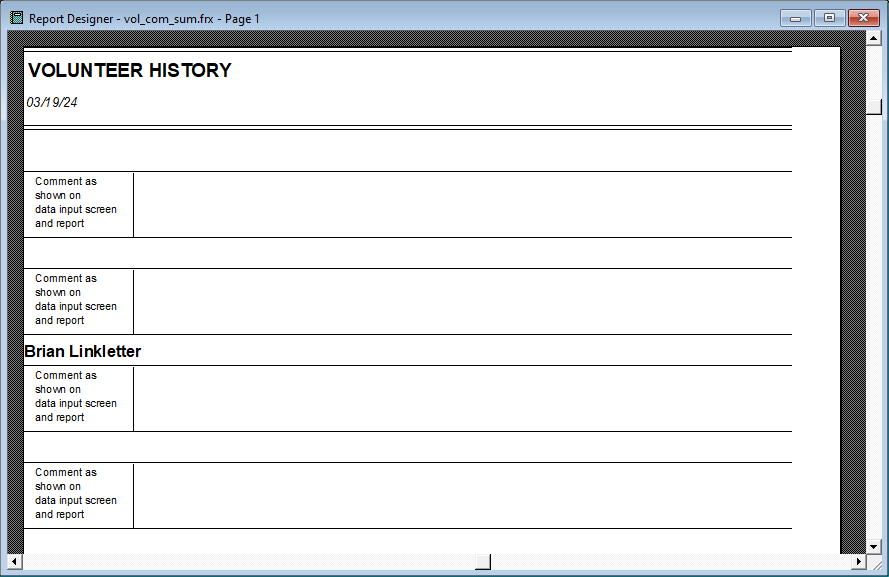 Report Designer - vol_com_sum.frx - Page 1
VOLUNTEER HISTORY
03/19/24
Comment as
shown on
data input screen
and report
Comment as
shown on
data input screen
and report
Brian Linkletter
Comment as
shown on
data input screen
and report
Comment as
shown on
data input screen
and report